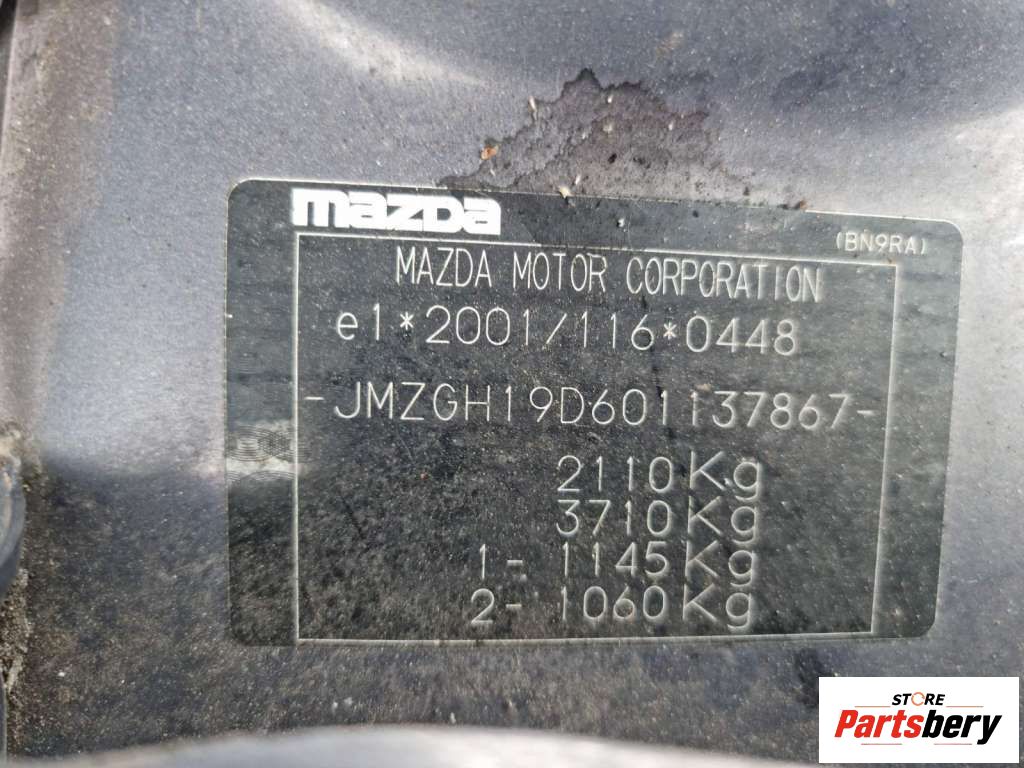 mazda
(BN9RA)
MAZDA MOTOR CORPORATION
e1*2001/116*0448
-JMZGH19D601137867-
2110Kg
3710Kg
1- 1145Kg
2- 1060Kg
STORE
Partsbery